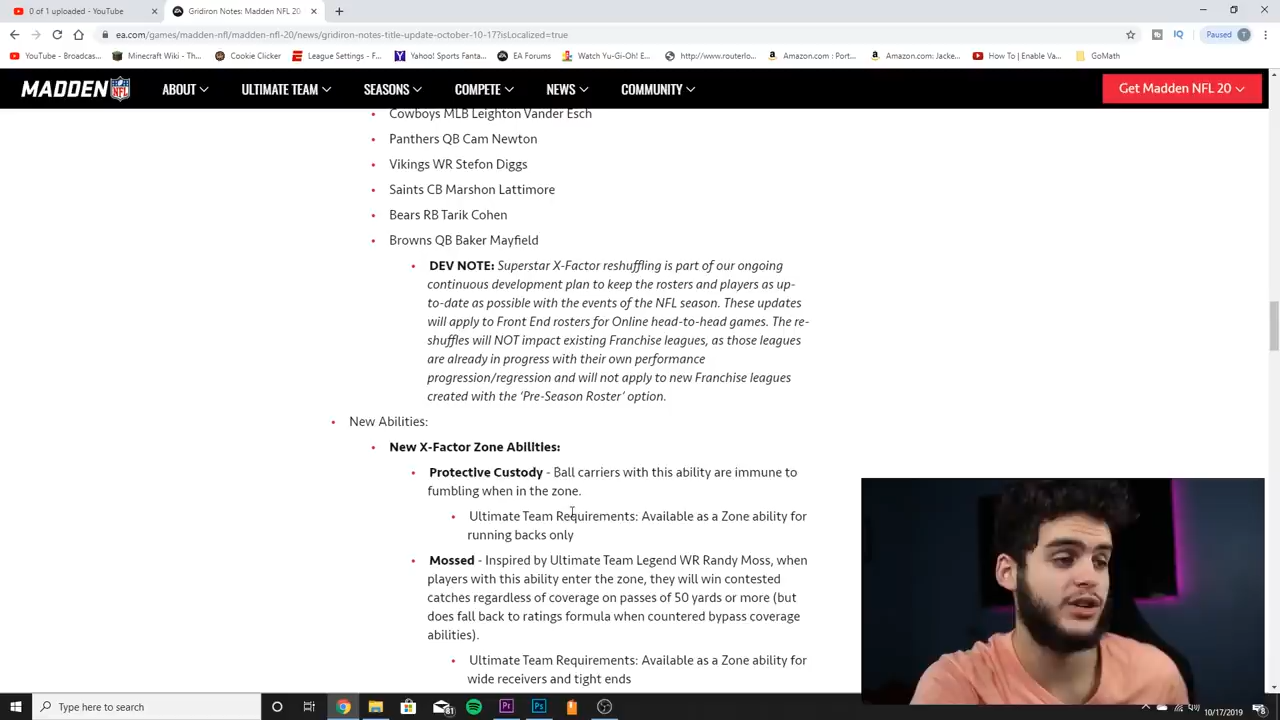 0 of 1 uploaded - YouTube
Gridiron Notes: Madden NFL 20
ea.com/games/madden-nfl/madden-nfl-20/news/gridiron-notes-title-update-october-10-17?isLocalized=true
Paused
T
YouTube - Broadcas...
Minecraft Wiki - Th...
Cookie Clicker
League Settings - F...
Yahoo! Sports Fanta...
EA Forums
Watch Yu-Gi-Oh! E...
http://www.routerlo...
Amazon.com : Port...
Amazon.com: Jacke...
How To | Enable Va...
GoMath
MADDEN NFL 20
ABOUT
ULTIMATE TEAM
SEASONS
COMPETE
NEWS
COMMUNITY
Get Madden NFL 20
Cowboys MLB Leighton Vander Esch
Panthers QB Cam Newton
Vikings WR Stefon Diggs
Saints CB Marshon Lattimore
Bears RB Tarik Cohen
Browns QB Baker Mayfield
DEV NOTE: Superstar X-Factor reshuffling is part of our ongoing
continuous development plan to keep the rosters and players as up-
to-date as possible with the events of the NFL season. These updates
will apply to Front End rosters for Online head-to-head games. The re-
shuffles will NOT impact existing Franchise leagues, as those leagues
are already in progress with their own performance
progression/regression and will not apply to new Franchise leagues
created with the ‘Pre-Season Roster’ option.
New Abilities:
New X-Factor Zone Abilities:
Protective Custody - Ball carriers with this ability are immune to
fumbling when in the zone.
Ultimate Team Requirements: Available as a Zone ability for
running backs only
Mossed - Inspired by Ultimate Team Legend WR Randy Moss, when
players with this ability enter the zone, they will win contested
catches regardless of coverage on passes of 50 yards or more (but
does fall back to ratings formula when countered bypass coverage
abilities).
Ultimate Team Requirements: Available as a Zone ability for
wide receivers and tight ends
Type here to search
10/17/2019